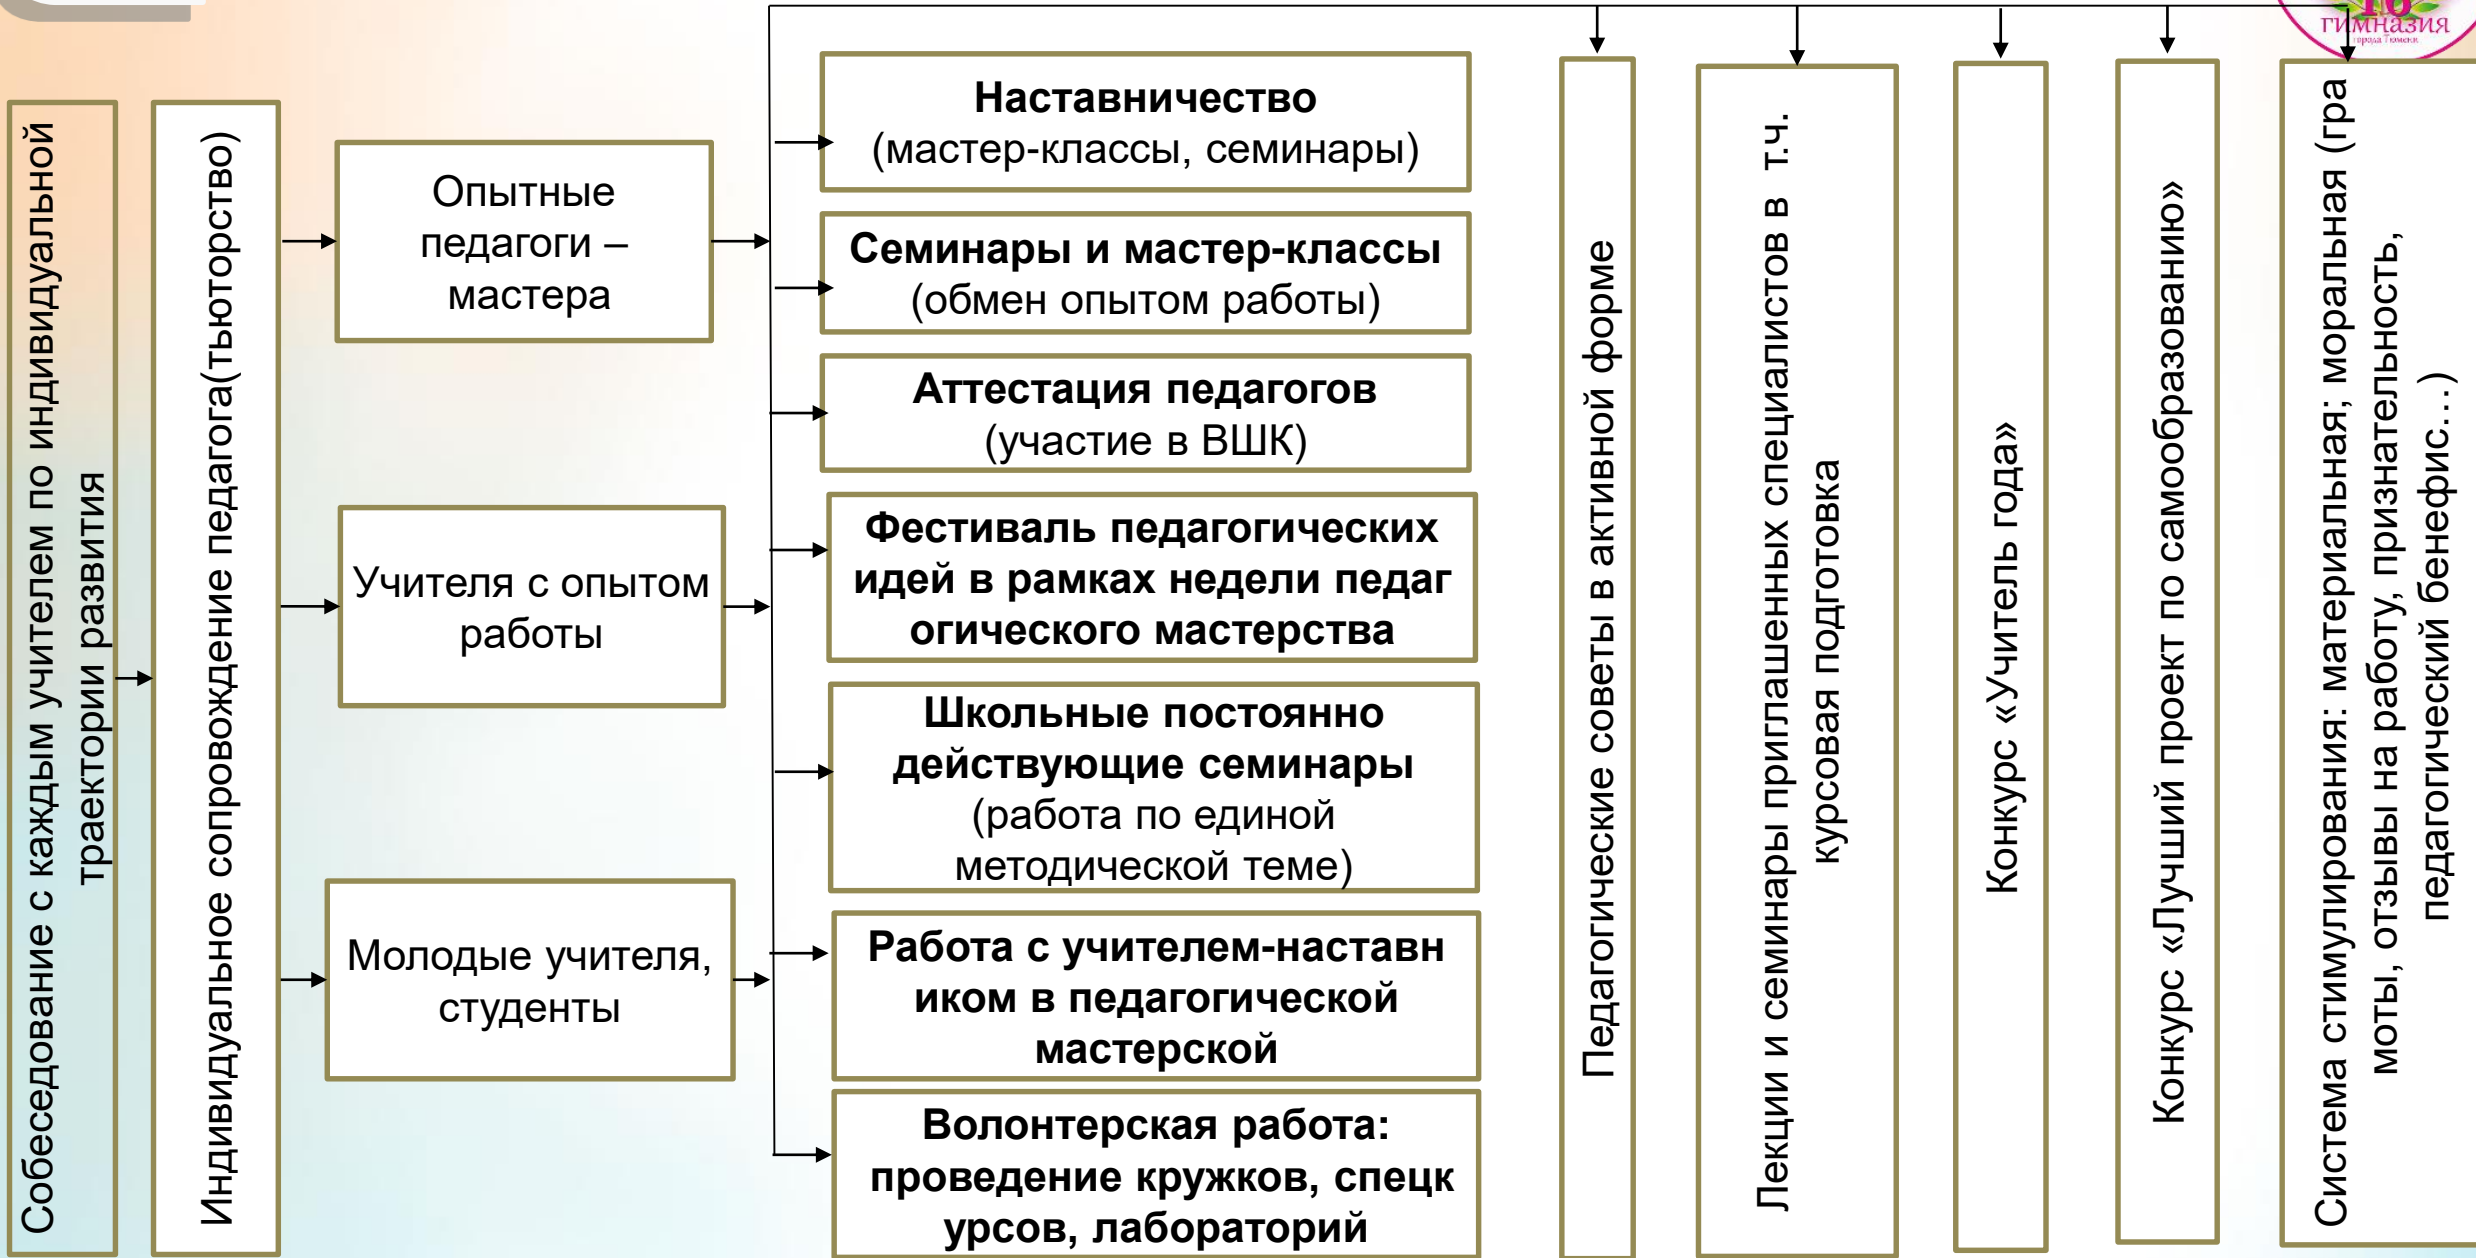 16
гимназия
города Тюмени
Собеседование с каждым учителем по индивидуальной
траектории развития
Индивидуальное сопровождение педагога(тьюторство)
Опытные
педагоги –
мастера
Учителя с опытом
работы
Молодые учителя,
студенты
Наставничество
(мастер-классы, семинары)
Семинары и мастер-классы
(обмен опытом работы)
Аттестация педагогов
(участие в ВШК)
Фестиваль педагогических
идей в рамках недели педаг
огического мастерства
Школьные постоянно
действующие семинары
(работа по единой
методической теме)
Работа с учителем-наставн
иком в педагогической
мастерской
Волонтерская работа:
проведение кружков, спецк
урсов, лабораторий
Педагогические советы в активной форме
Лекции и семинары приглашенных специалистов в т.ч.
курсовая подготовка
Конкурс «Учитель года»
Конкурс «Лучший проект по самообразованию»
Система стимулирования: материальная; моральная (гра
моты, отзывы на работу, признательность,
педагогический бенефис…)